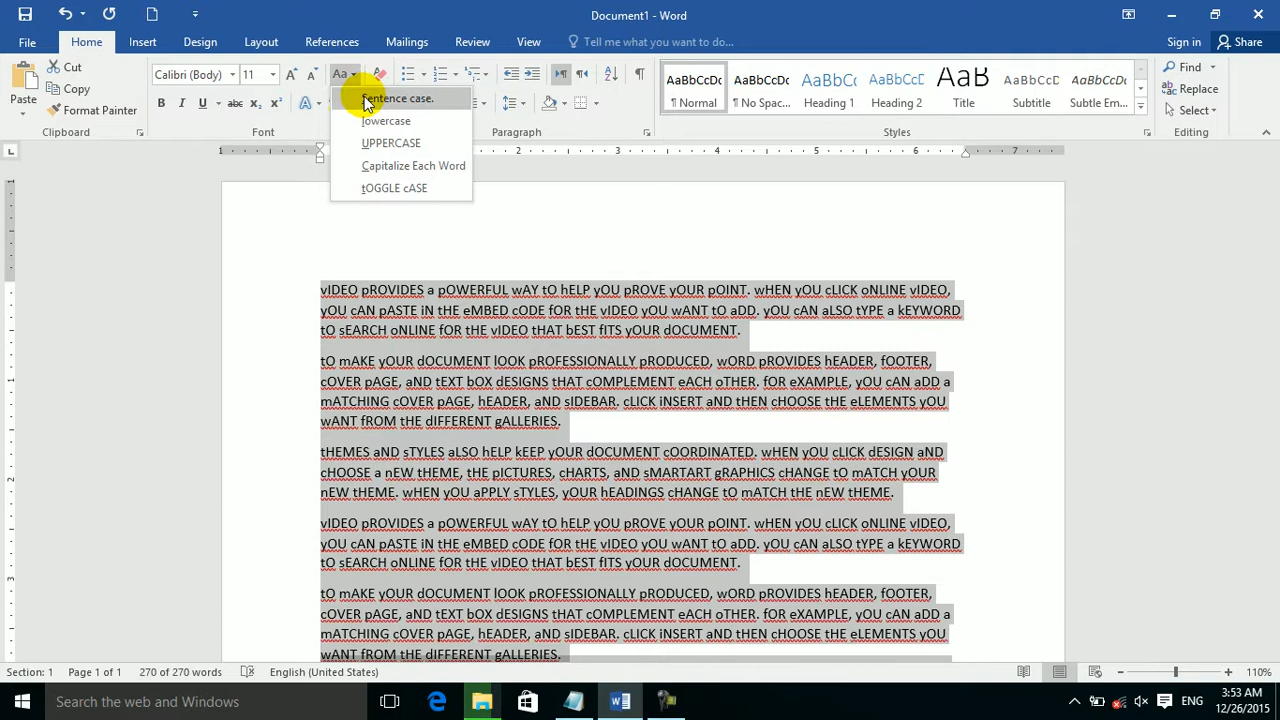 Document1 - Word
Sign in Share
File Home Insert Design Layout References Mailings Review View Tell me what you want to do...
Paste
Cut
Copy
Format Painter
Clipboard
Calibri (Body) 11 Aa
B I U abc X₂ X²
Font
Paragraph
Sentence case.
lowercase
UPPERCASE
Capitalize Each Word
tOGGLE cASE
AaBbCcDc AaBbCcDc AaBbCc AaBbCcC AaB AaBbCcD
¶ Normal ¶ No Spac... Heading 1 Heading 2 Title Subtitle
Styles
Find
Replace
Select
Editing
1 2 3 4 5 6 7
vIDEO pROVIDES a pOWERFUL wAY tO hELP yOU pROVE yOUR pOINT. wHEN yOU cLICK oNLINE vIDEO,
yOU cAN pASTE iN tHE eMBED cODE fOR tHE vIDEO yOU wANT tO aDD. yOU cAN aLSO tYPE a kEYWORD
tO sEARCH oNLINE fOR tHE vIDEO tHAT bEST fITS yOUR dOCUMENT.
tO mAKE yOUR dOCUMENT lOOK pROFESSIONALLY pRODUCED, wORD pROVIDES hEADER, fOOTER,
cOVER pAGE, aND tEXT bOX dESIGNS tHAT cOMPLEMENT eACH oTHER. fOR eXAMPLE, yOU cAN aDD a
mATCHING cOVER pAGE, hEADER, aND sIDEBAR. cLICK iNSERT aND tHEN cHOOSE tHE eLEMENTS yOU
wANT fROM tHE dIFFERENT gALLERIES.
tHEMES aND sTYLES aLSO hELP kEEP yOUR dOCUMENT cOORDINATED. wHEN yOU cLICK dESIGN aND
cHOOSE a nEW tHEME, tHE pICTURES, cHARTS, aND sMARTART gRAPHICS cHANGE tO mATCH yOUR
nEW tHEME. wHEN yOU aPPLY sTYLES, yOUR hEADINGS cHANGE tO mATCH tHE nEW tHEME.
vIDEO pROVIDES a pOWERFUL wAY tO hELP yOU pROVE yOUR pOINT. wHEN yOU cLICK oNLINE vIDEO,
yOU cAN pASTE iN tHE eMBED cODE fOR tHE vIDEO yOU wANT tO aDD. yOU cAN aLSO tYPE a kEYWORD
tO sEARCH oNLINE fOR tHE vIDEO tHAT bEST fITS yOUR dOCUMENT.
tO mAKE yOUR dOCUMENT lOOK pROFESSIONALLY pRODUCED, wORD pROVIDES hEADER, fOOTER,
cOVER pAGE, aND tEXT bOX dESIGNS tHAT cOMPLEMENT eACH oTHER. fOR eXAMPLE, yOU cAN aDD a
mATCHING cOVER pAGE, hEADER, aND sIDEBAR. cLICK iNSERT aND tHEN cHOOSE tHE eLEMENTS yOU
wANT fROM tHE dIFFERENT gALLERIES.
Section: 1 Page 1 of 1 270 of 270 words English (United States) 110%
Search the web and Windows
ENG
3:53 AM
12/26/2015